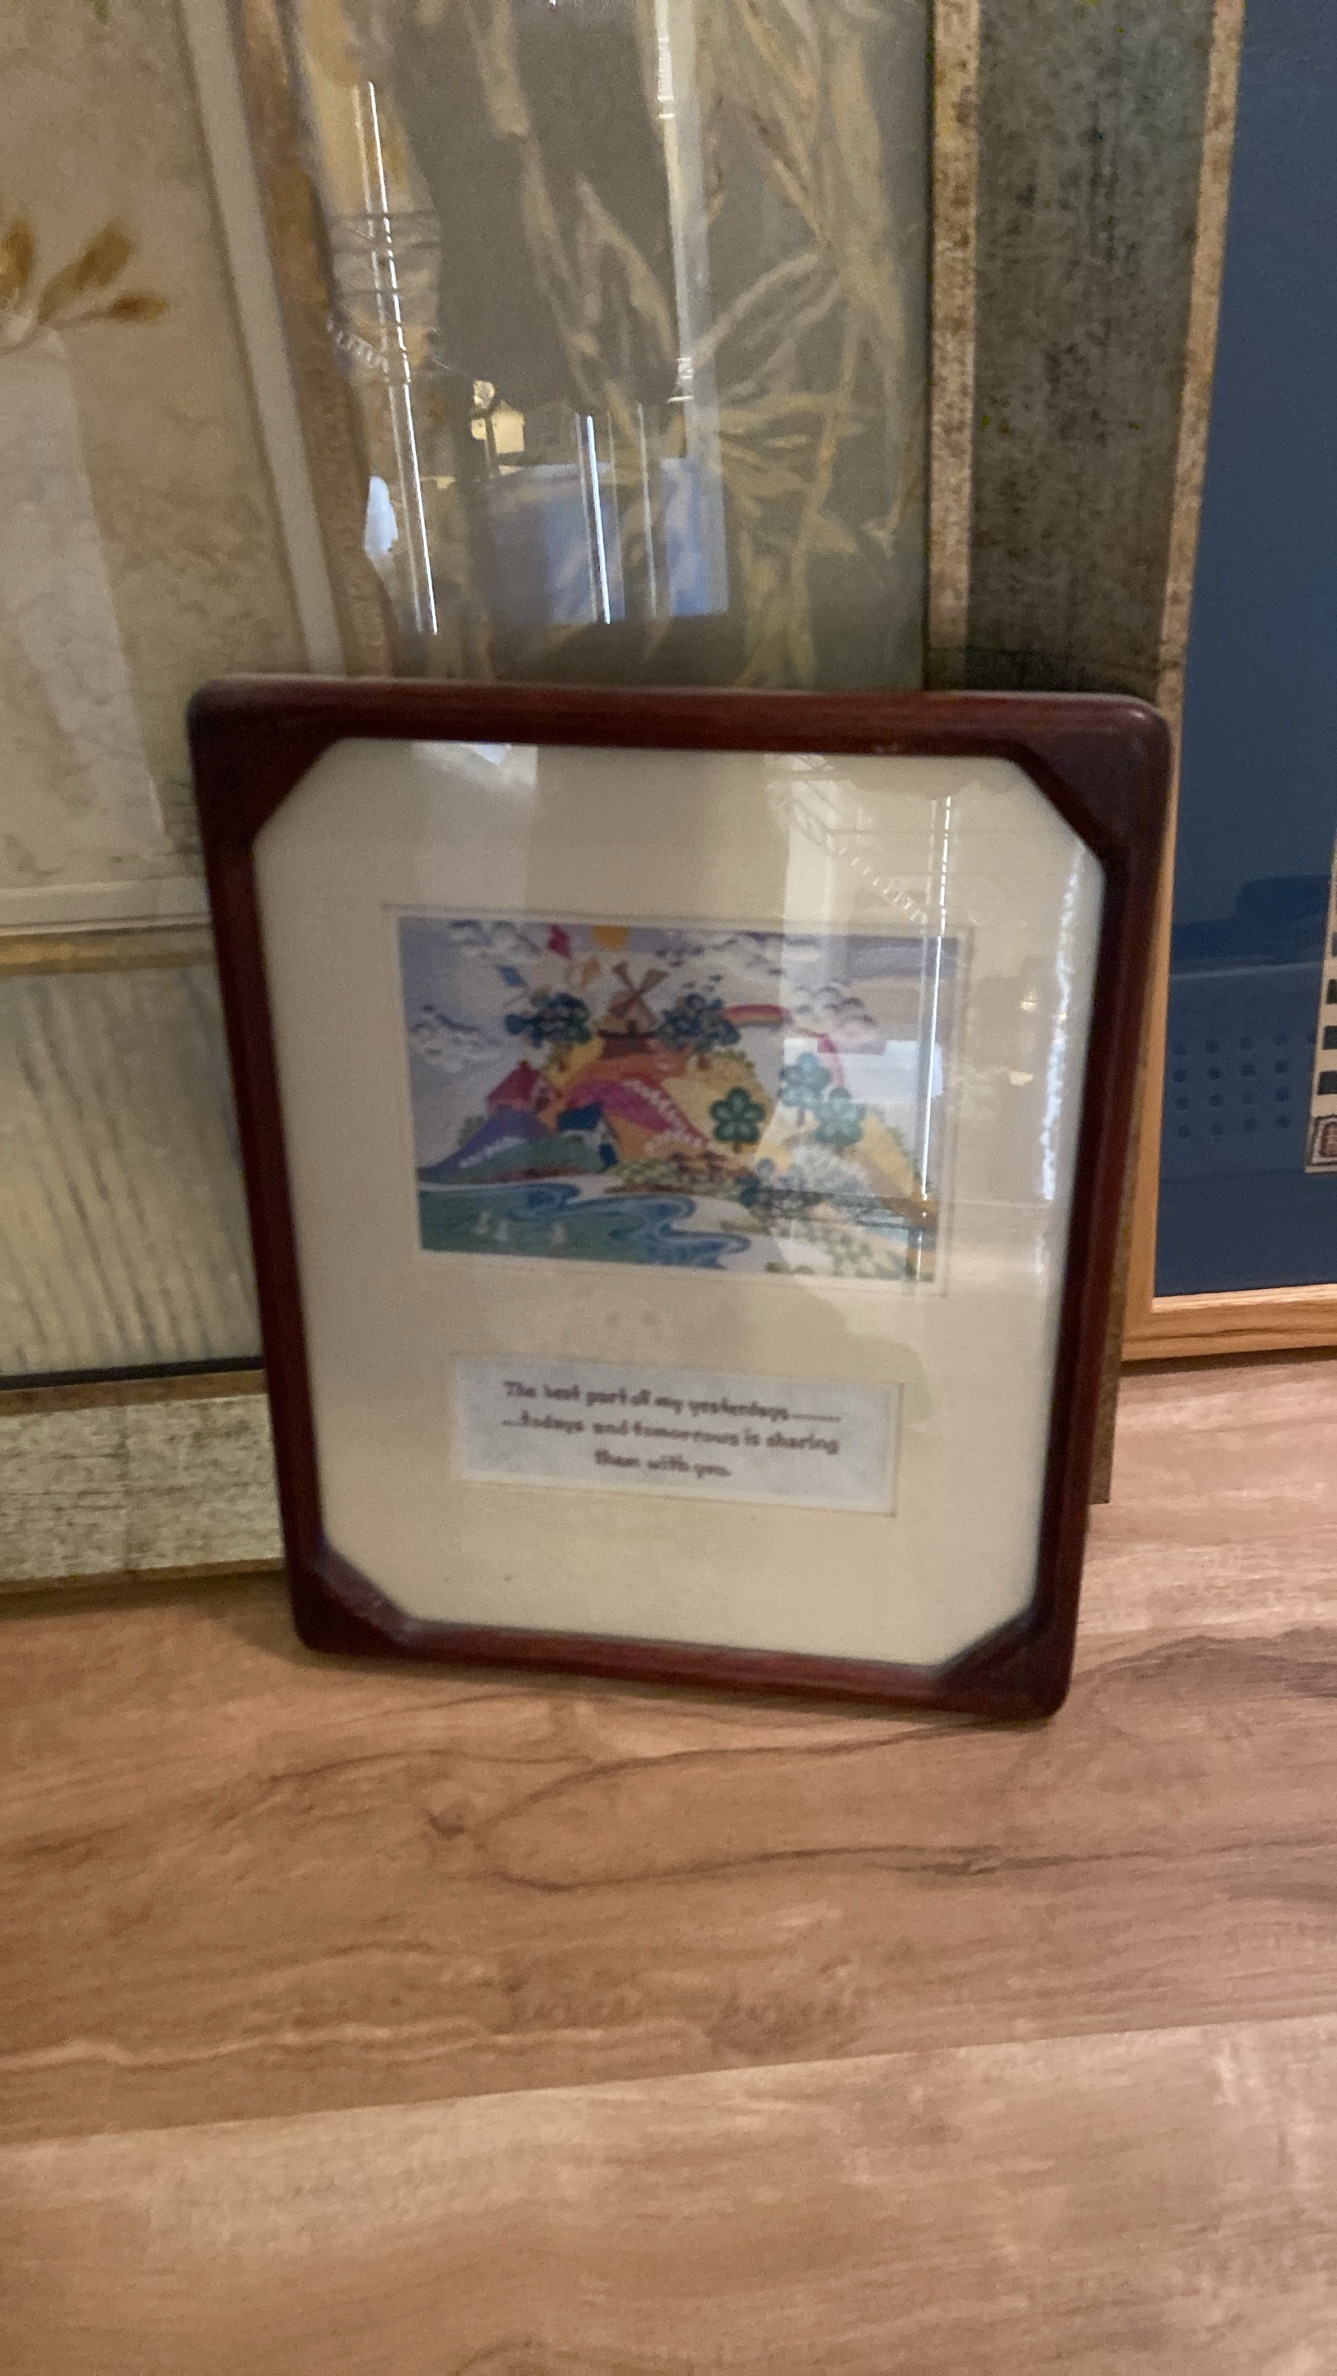 The best part of my yesterdays........
....todays and tomorrows is sharing
them with you.